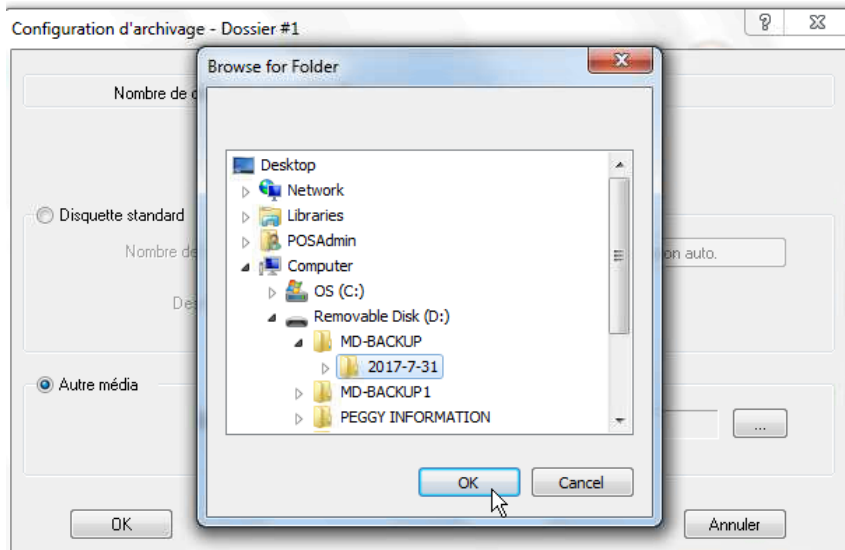 Configuration d'archivage - Dossier #1
Browse for Folder
Nombre de
Desktop
Network
Libraries
Disquette standard
POSAdmin
Nombre de
on auto.
Computer
OS (C:)
Removable Disk (D:)
MD-BACKUP
2017-7-31
Autre média
MD-BACKUP1
PEGGY INFORMATION
...
OK
Cancel
OK
Annuler